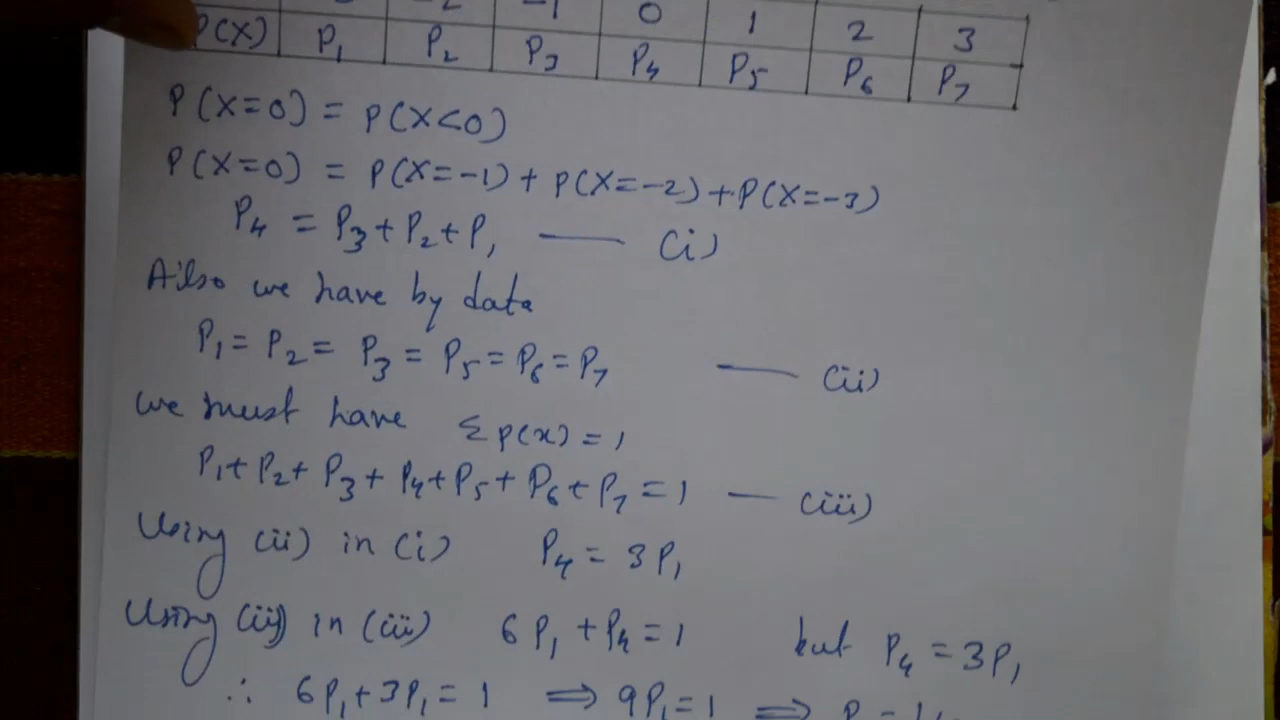 -2 -1 0 1 2 3
P(X) P₁ P₂ P₃ P₄ P₅ P₆ P₇
P(X=0) = P(X<0)
P(X=0) = P(X=-1) + P(X=-2) + P(X=-3)
P₄ = P₃+P₂+P₁ — (i)
Also we have by data
P₁ = P₂ = P₃ = P₅ = P₆ = P₇ — (ii)
we must have Σp(x) = 1
P₁+P₂+P₃+P₄+P₅+P₆+P₇ = 1 — (iii)
Using (ii) in (i) P₄ = 3P₁
Using (ii) in (iii) 6P₁ + P₄ = 1 but P₄ = 3P₁
∴ 6P₁+3P₁ = 1 ⟹ 9P₁ = 1 ⟹